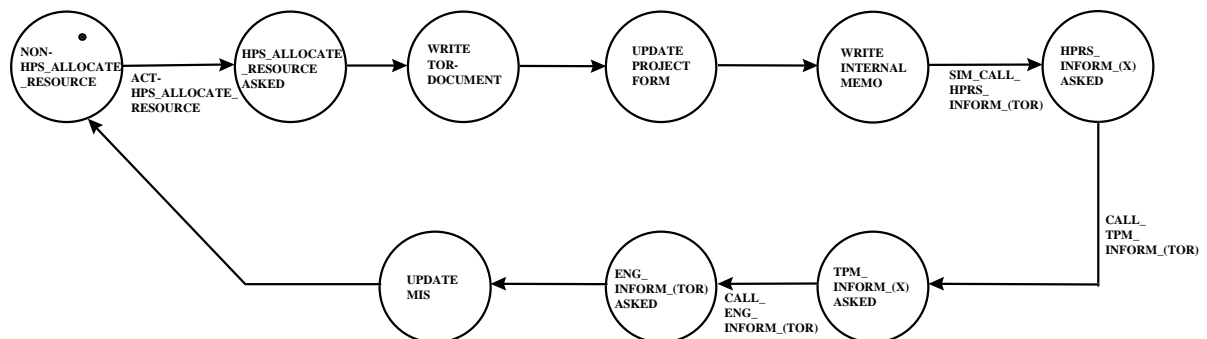 NON-
HPS_ALLOCATE
_RESOURCE
ACT-
HPS_ALLOCATE_
RESOURCE
HPS_ALLOCATE
_RESOURCE
ASKED
WRITE
TOR-
DOCUMENT
UPDATE
PROJECT
FORM
WRITE
INTERNAL
MEMO
SIM_CALL_
HPRS_
INFORM_(TOR)
HPRS_
INFORM_(X)
ASKED
CALL_
TPM_
INFORM_(TOR)
TPM_
INFORM_(X)
ASKED
CALL_
ENG_
INFORM_(TOR)
ENG_
INFORM_(TOR)
ASKED
UPDATE
MIS